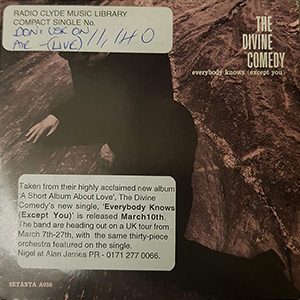 RADIO CLYDE MUSIC LIBRARY
COMPACT SINGLE No.
DON'T USE ON
AIR - (LIVE)
11,140
THE
DIVINE
COMEDY
everybody knows (except you)
Taken from their highly acclaimed new album
'A Short Album About Love', The Divine
Comedy's new single, 'Everybody Knows
(Except You)' is released March10th.
The band are heading out on a UK tour from
March 7th-27th, with the same thirty-piece
orchestra featured on the single.
Nigel at Alan James PR - 0171 277 0066.
SETANTA A008